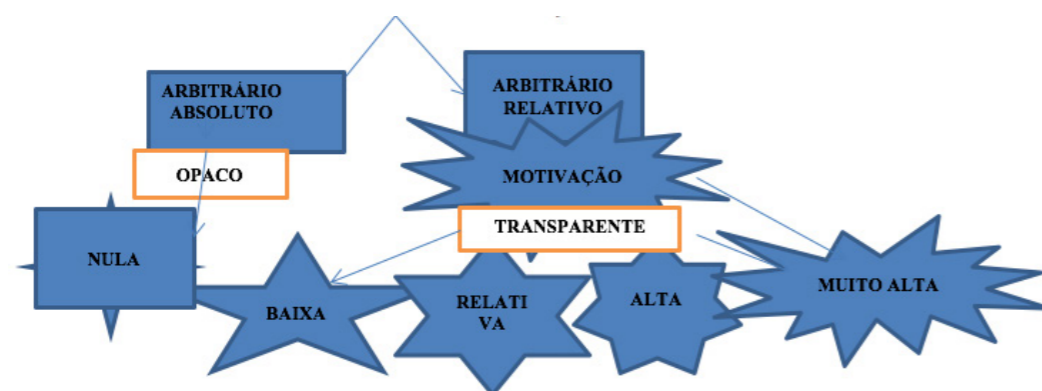 ARBITRÁRIO
ABSOLUTO
ARBITRÁRIO
RELATIVO
OPACO
MOTIVAÇÃO
TRANSPARENTE
NULA
BAIXA
RELATI
VA
ALTA
MUITO ALTA